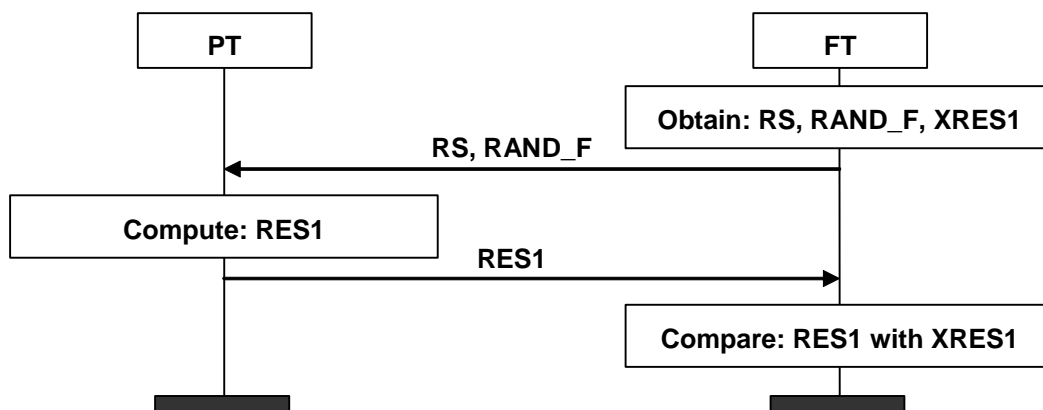 PT
FT
Obtain: RS, RAND_F, XRES1
RS, RAND_F
Compute: RES1
RES1
Compare: RES1 with XRES1